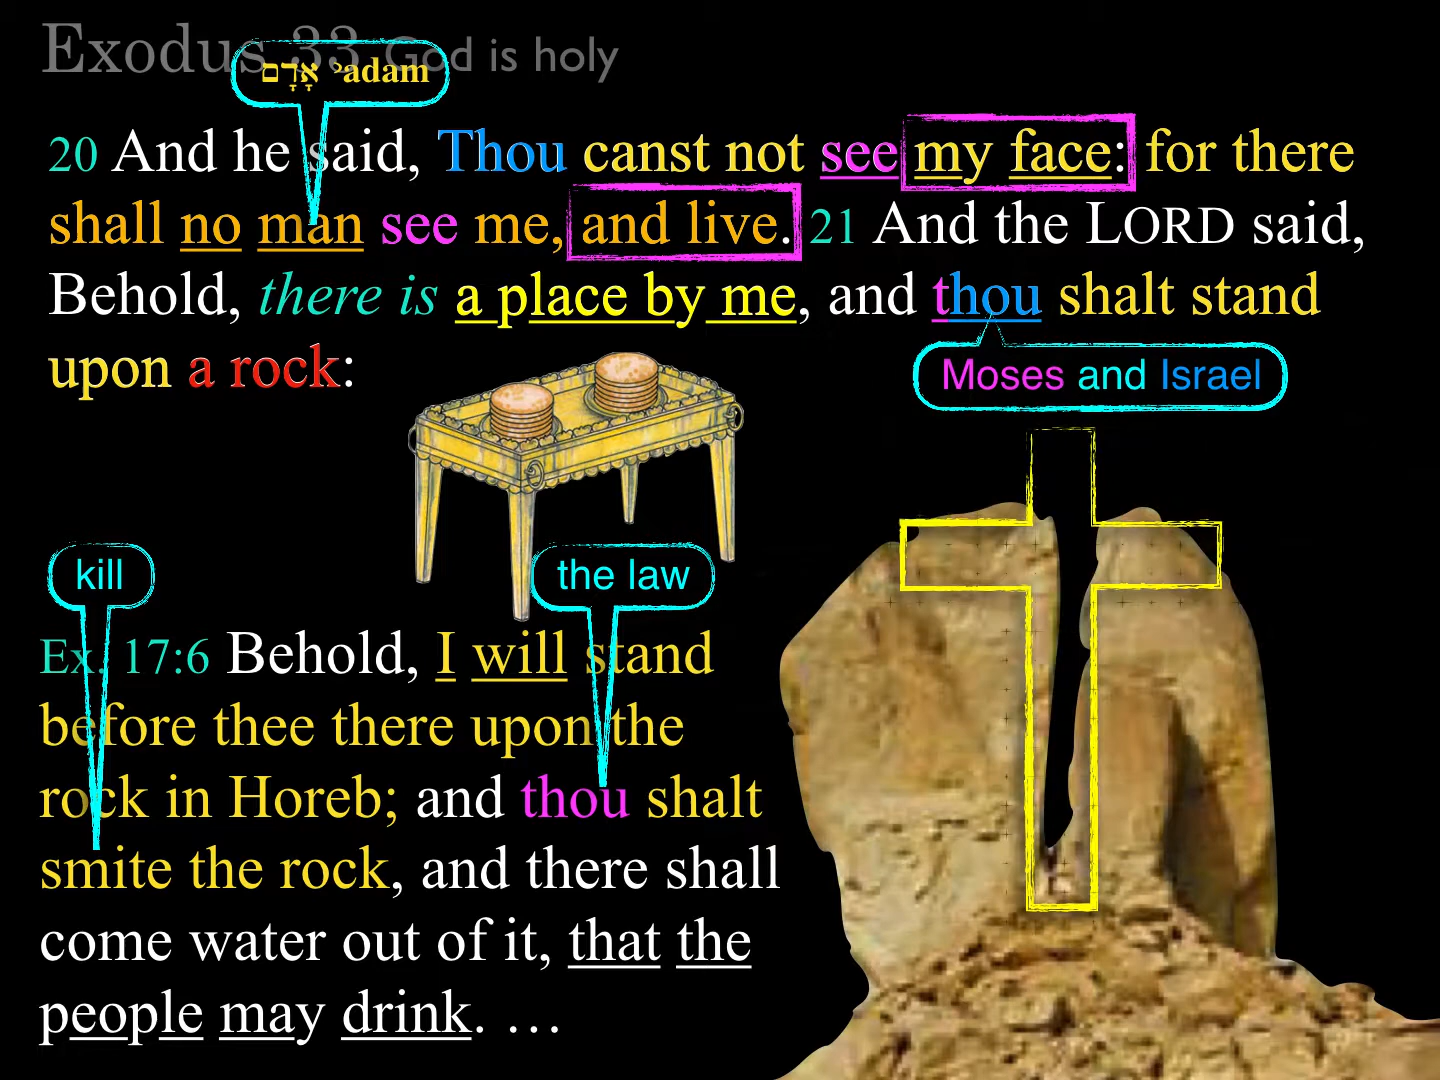 Exodus 33 God is holy
אָדָם ʾadam
20 And he said, Thou canst not see my face: for there
shall no man see me, and live. 21 And the LORD said,
Behold, there is a place by me, and thou shalt stand
upon a rock:
Moses and Israel
kill
the law
Ex. 17:6 Behold, I will stand
before thee there upon the
rock in Horeb; and thou shalt
smite the rock, and there shall
come water out of it, that the
people may drink. …